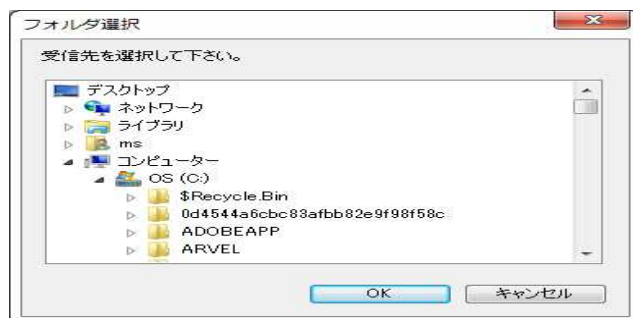 フォルダ選択
受信先を選択して下さい。
デスクトップ
ネットワーク
ライブラリ
ms
コンピューター
OS (C:)
$Recycle.Bin
0d4544a6cbc83afbb82e9f98f58c
ADOBEAPP
ARVEL
OK
キャンセル